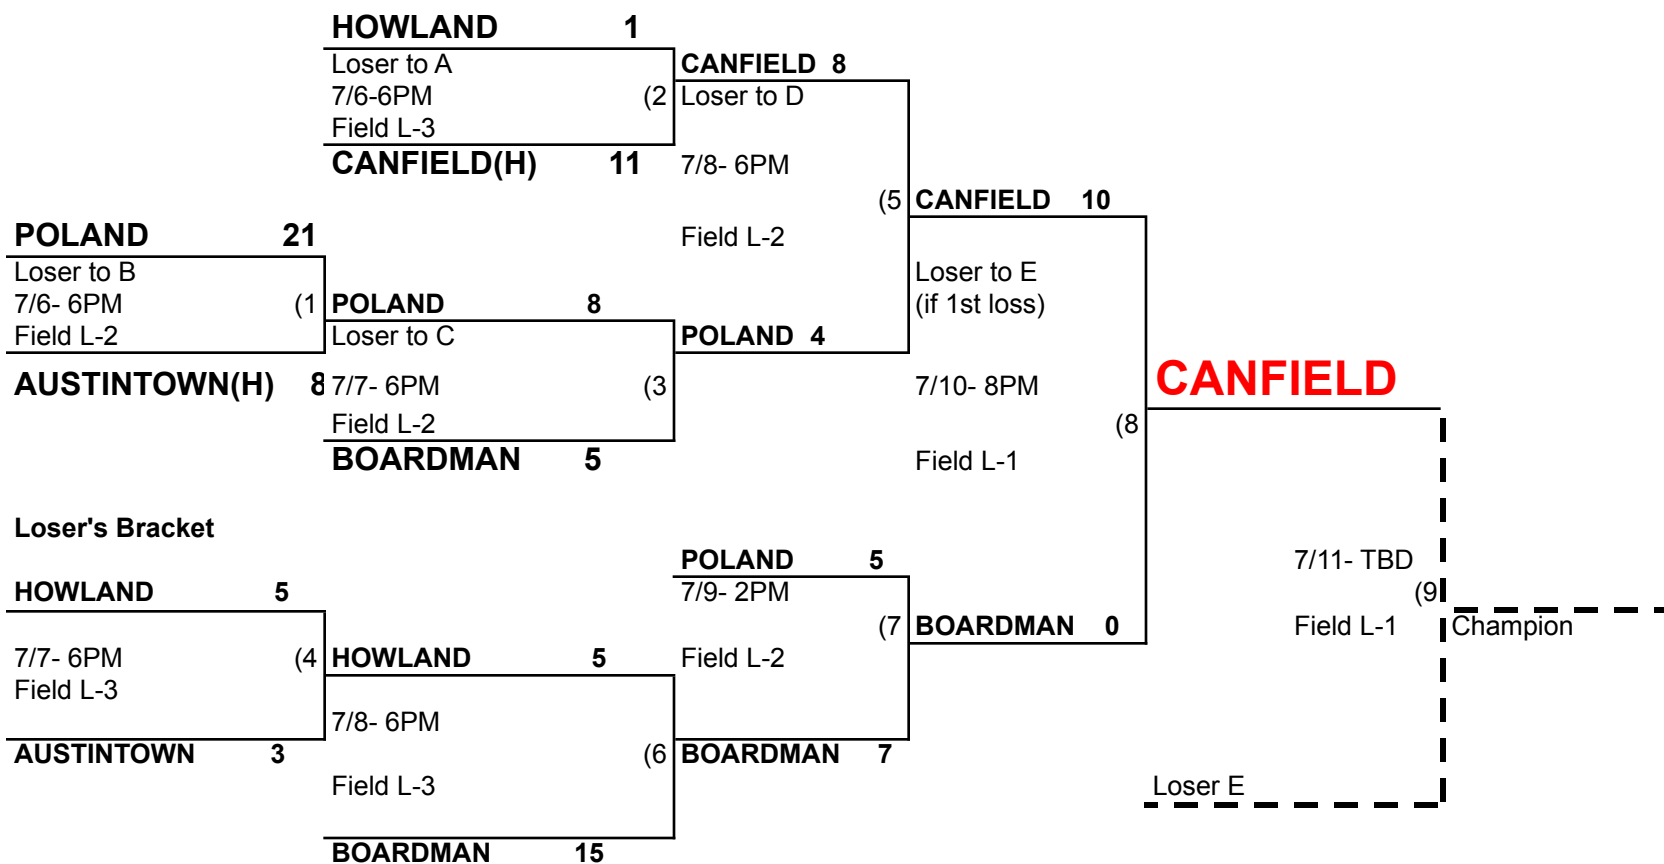 HOWLAND 1
Loser to A
7/6-6PM (2
Field L-3
CANFIELD(H) 11
CANFIELD 8
Loser to D
7/8- 6PM
(5
Field L-2
POLAND 21
Loser to B
7/6- 6PM (1
Field L-2
AUSTINTOWN(H) 8
POLAND 8
Loser to C
7/7- 6PM (3
Field L-2
BOARDMAN 5
POLAND 4
CANFIELD 10
Loser to E
(if 1st loss)
7/10- 8PM
(8
Field L-1
CANFIELD
Loser's Bracket
HOWLAND 5
7/7- 6PM (4
Field L-3
AUSTINTOWN 3
HOWLAND 5
7/8- 6PM
(6
Field L-3
BOARDMAN 15
POLAND 5
7/9- 2PM
(7
Field L-2
BOARDMAN 7
BOARDMAN 0
7/11- TBD
(9
Field L-1
Champion
Loser E